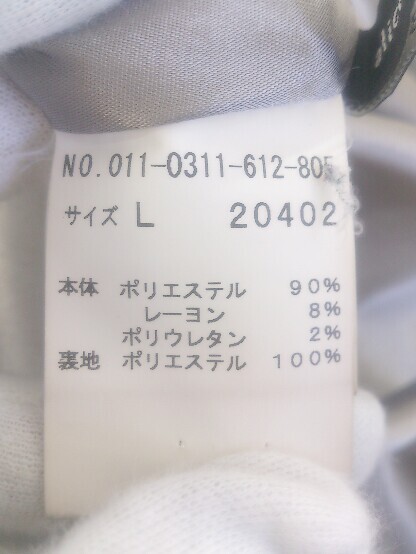 NO.011-0311-612-805
サイズ L 20402
本体 ポリエステル 90%
レーヨン 8%
ポリウレタン 2%
裏地 ポリエステル 100%